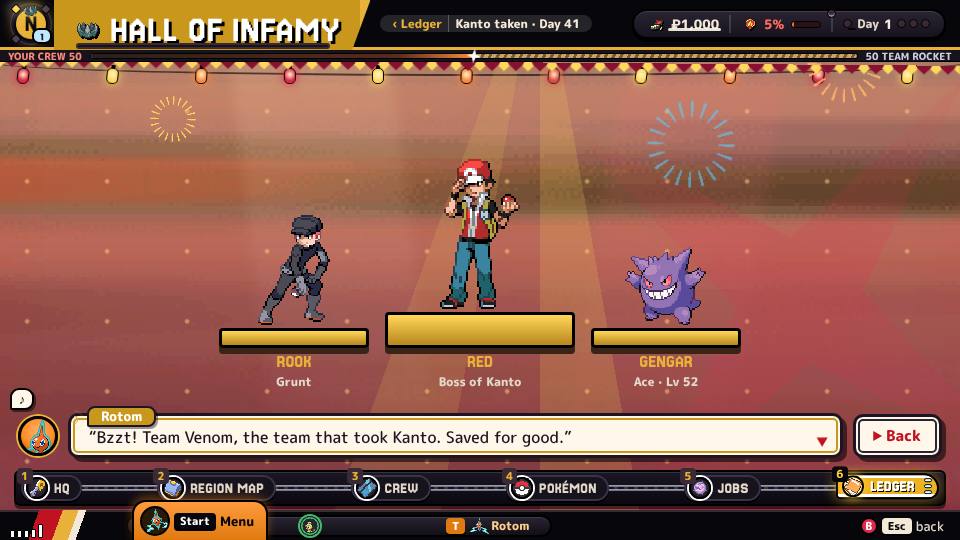 N
1
HALL OF INFAMY
‹ Ledger | Kanto taken · Day 41
₽1,000
5%
Day 1
YOUR CREW 50
50 TEAM ROCKET
ROOK
Grunt
RED
Boss of Kanto
GENGAR
Ace · Lv 52
♪
Rotom
“Bzzt! Team Venom, the team that took Kanto. Saved for good.”
▶ Back
1 HQ
2 REGION MAP
3 CREW
4 POKÉMON
5 JOBS
6 LEDGER
Start Menu
T Rotom
B Esc back